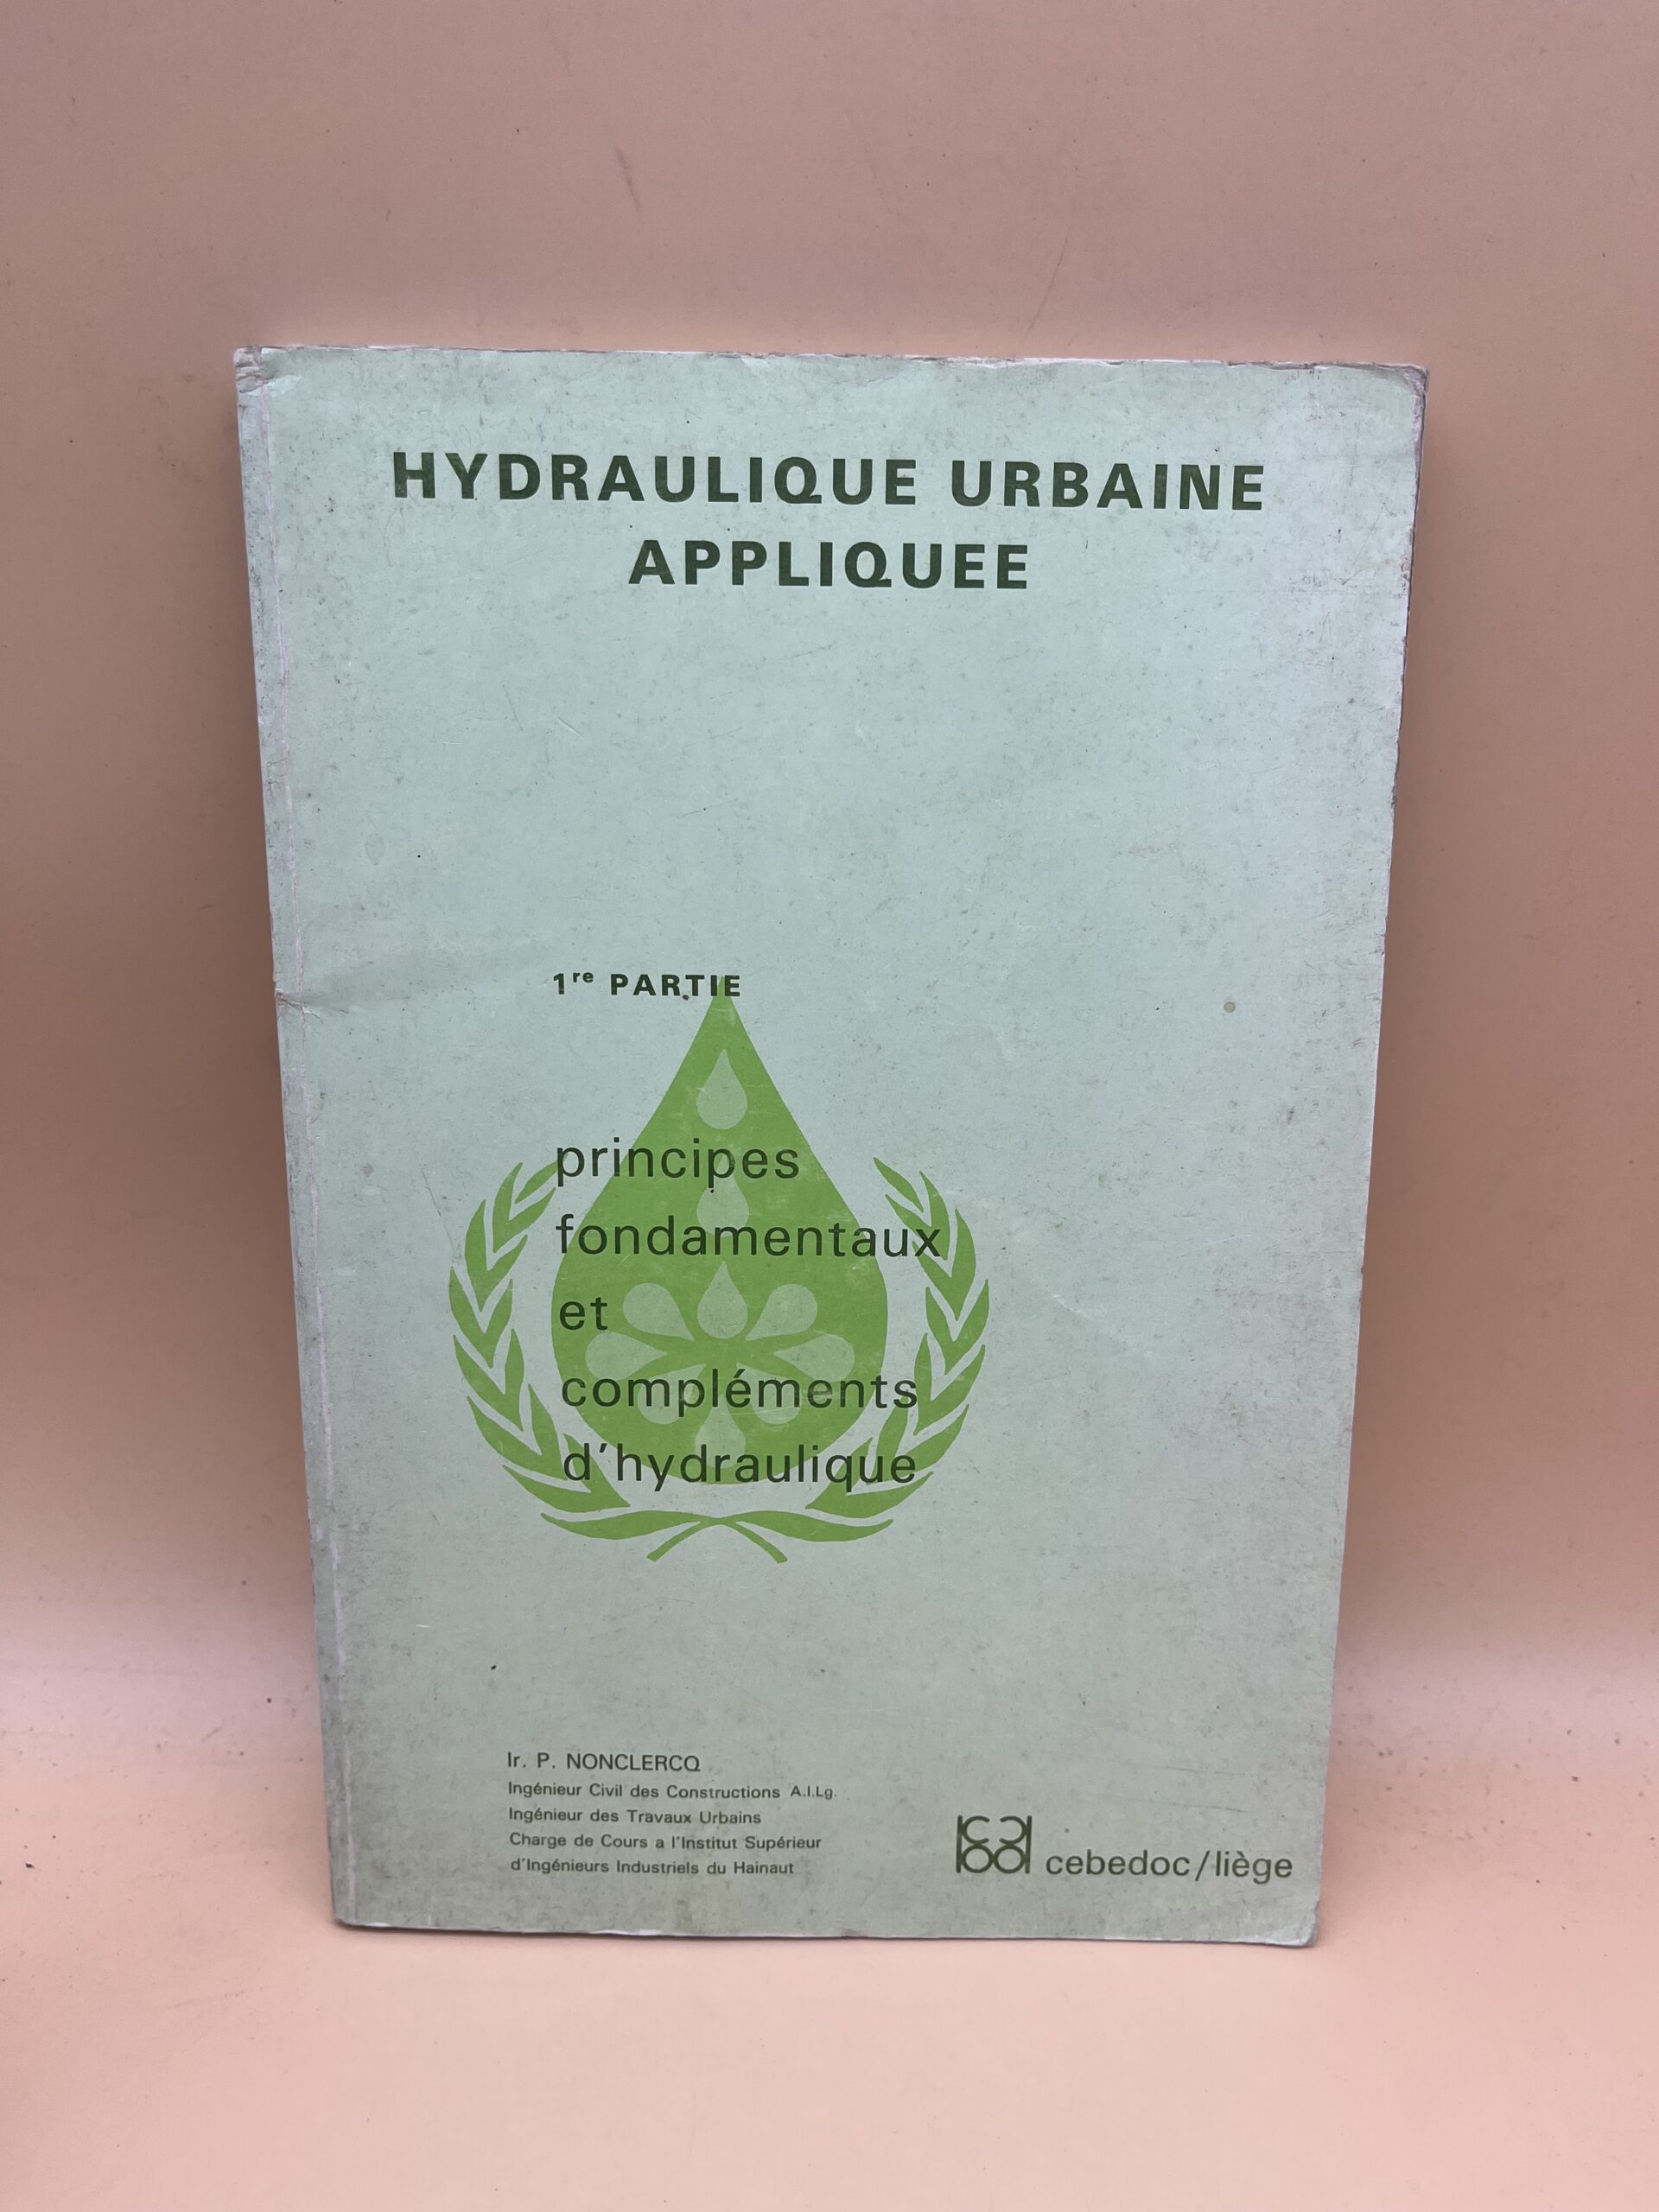 HYDRAULIQUE URBAINE
APPLIQUEE
1re PARTIE
principes
fondamentaux
et
compléments
d'hydraulique
Ir. P. NONCLERCQ
Ingénieur Civil des Constructions A.I.Lg.
Ingénieur des Travaux Urbains
Charge de Cours a l'Institut Supérieur
d'Ingénieurs Industriels du Hainaut
cebedoc/liège